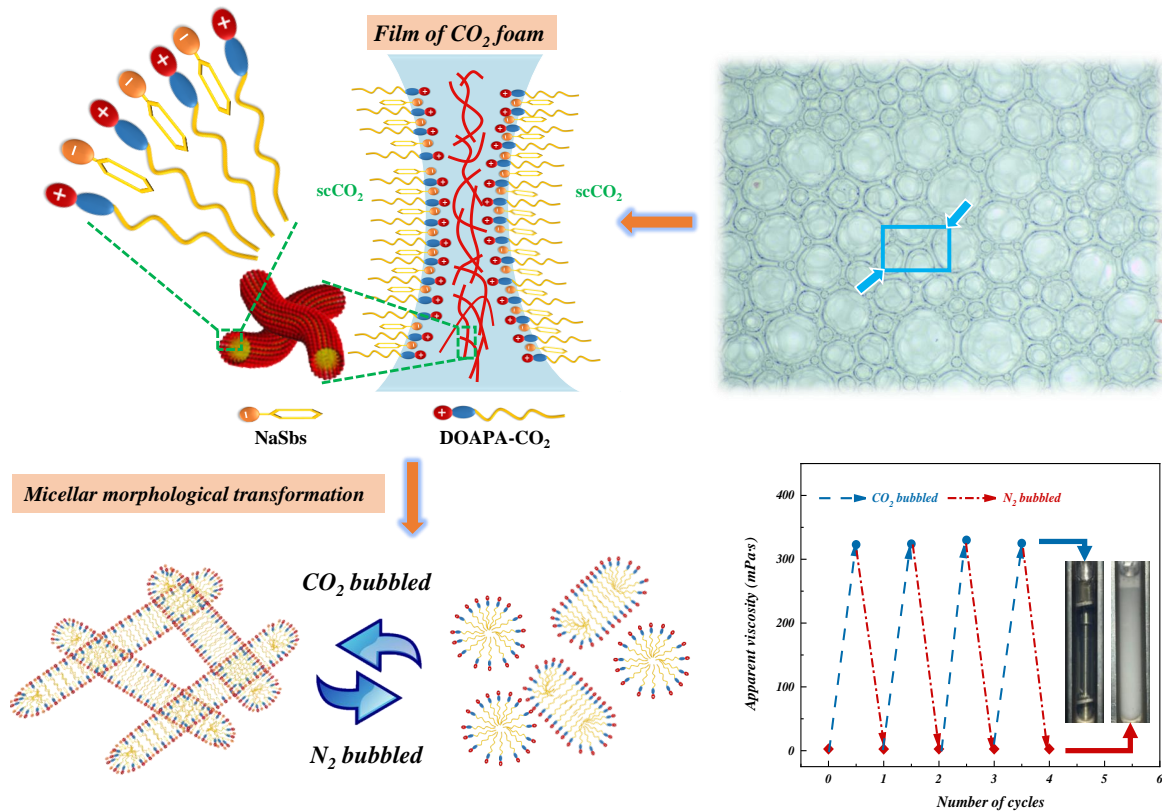 Film of CO₂ foam
scCO₂
scCO₂
NaSbs
DOAPA-CO₂
Micellar morphological transformation
CO₂ bubbled
N₂ bubbled
CO₂ bubbled
N₂ bubbled
Apparent viscosity (mPa·s)
400
300
200
100
0
0
1
2
3
4
5
6
Number of cycles